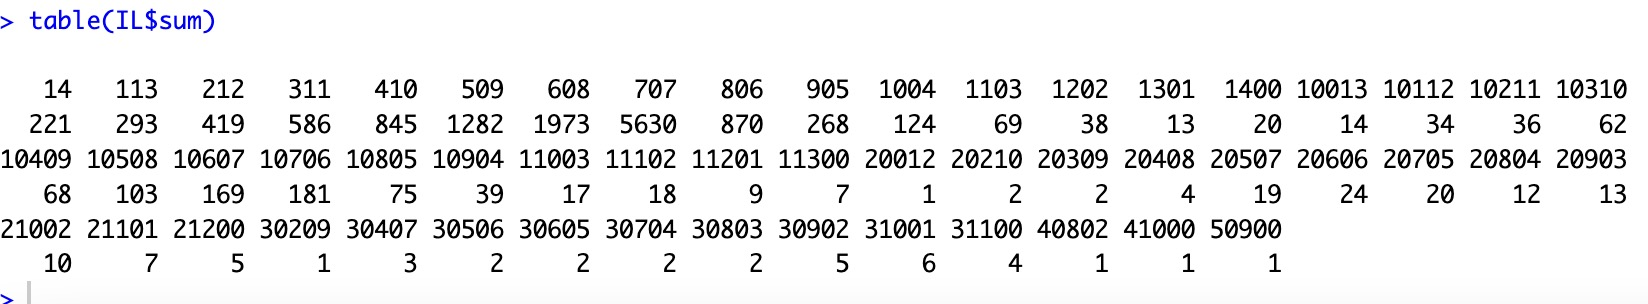 > table(IL$sum)
14 113 212 311 410 509 608 707 806 905 1004 1103 1202 1301 1400 10013 10112 10211 10310
221 293 419 586 845 1282 1973 5630 870 268 124 69 38 13 20 14 34 36 62
10409 10508 10607 10706 10805 10904 11003 11102 11201 11300 20012 20210 20309 20408 20507 20606 20705 20804 20903
68 103 169 181 75 39 17 18 9 7 1 2 2 4 19 24 20 12 13
21002 21101 21200 30209 30407 30506 30605 30704 30803 30902 31001 31100 40802 41000 50900
10 7 5 1 3 2 2 2 2 5 6 4 1 1 1
>